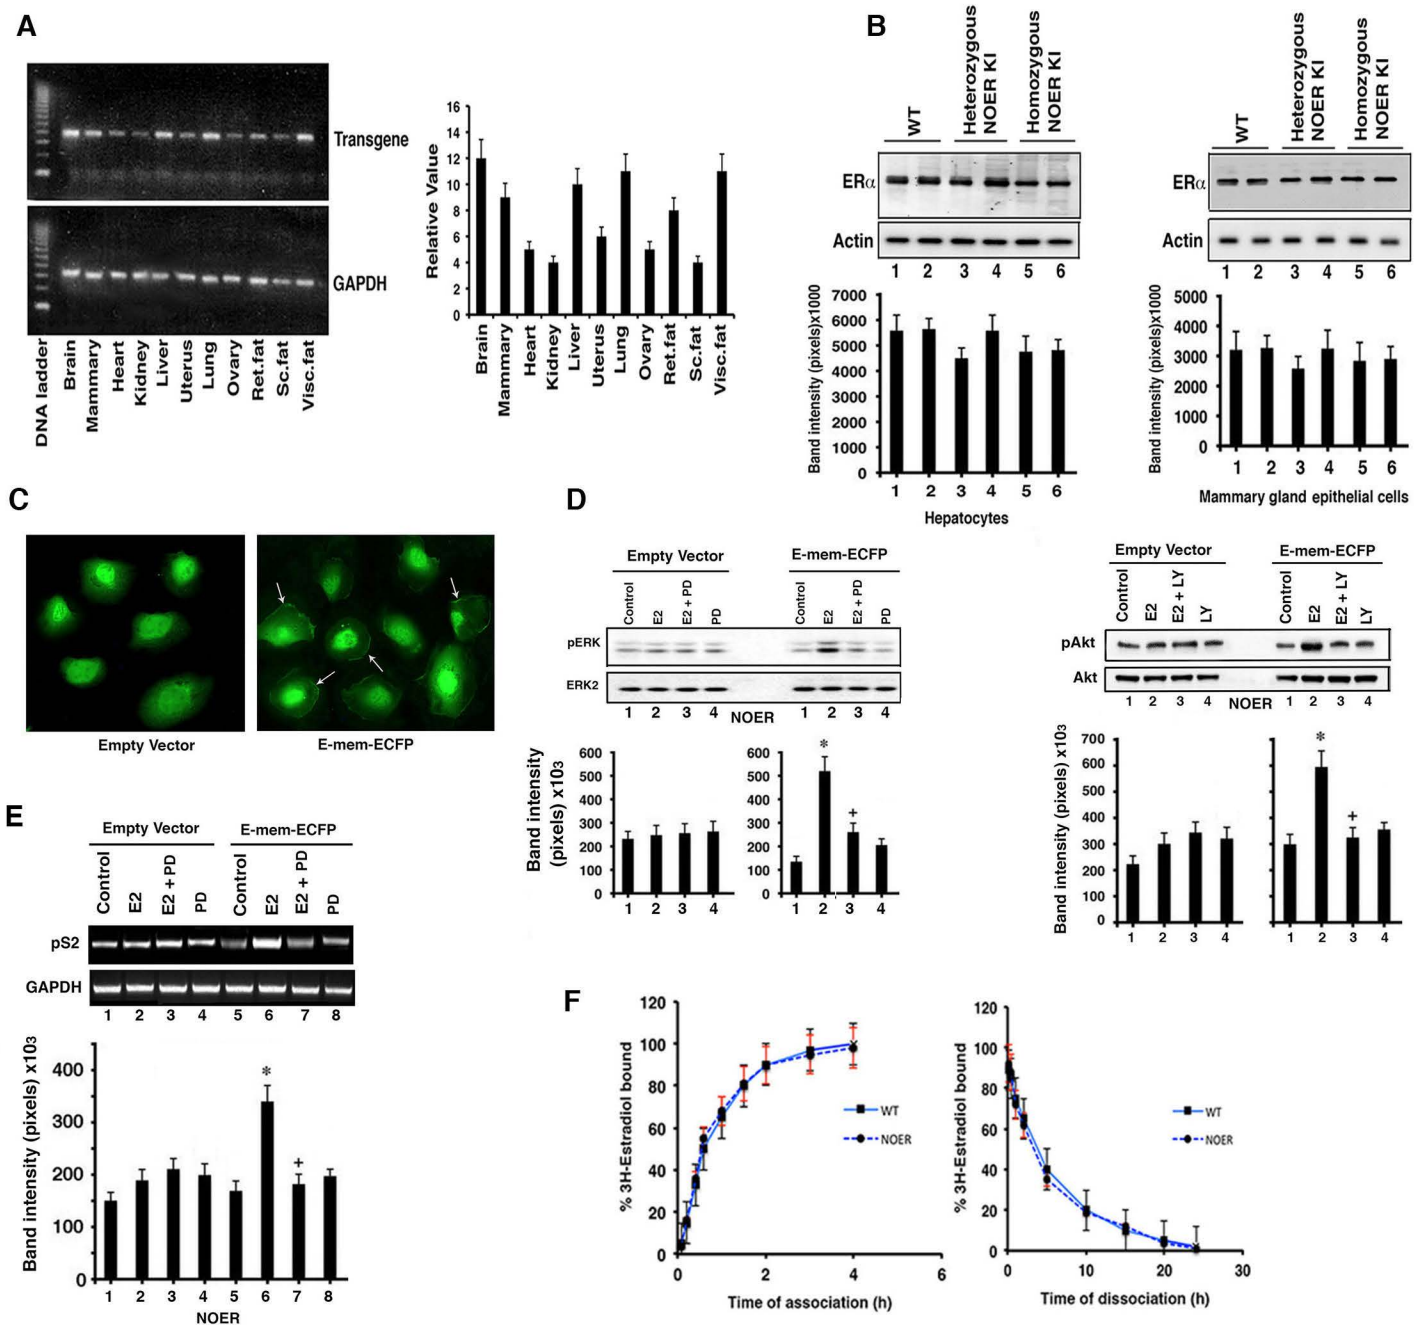 A
Transgene
GAPDH
DNA ladder
Brain
Mammary
Heart
Kidney
Liver
Uterus
Lung
Ovary
Ret.fat
Sc.fat
Visc.fat
Relative Value
16
14
12
10
8
6
4
2
0
Brain
Mammary
Heart
Kidney
Liver
Uterus
Lung
Ovary
Ret.fat
Sc.fat
Visc.fat
B
WT
Heterozygous
NOER KI
Homozygous
NOER KI
ERα
Actin
1 2 3 4 5 6
Band intensity (pixels)x1000
7000
6000
5000
4000
3000
2000
1000
0
1 2 3 4 5 6
Hepatocytes
WT
Heterozygous
NOER KI
Homozygous
NOER KI
ERα
Actin
1 2 3 4 5 6
Band intensity (pixels)x1000
5000
4000
3000
2000
1000
0
1 2 3 4 5 6
Mammary gland epithelial cells
C
Empty Vector
E-mem-ECFP
D
Empty Vector E-mem-ECFP
Control
E2
E2 + PD
PD
Control
E2
E2 + PD
PD
pERK
ERK2
1 2 3 4 NOER 1 2 3 4
Band intensity
(pixels) x103
600
500
400
300
200
100
0
1 2 3 4
600
500
400
300
200
100
0
*
+
1 2 3 4
Empty Vector E-mem-ECFP
Control
E2
E2 + LY
LY
Control
E2
E2 + LY
LY
pAkt
Akt
1 2 3 4 NOER 1 2 3 4
Band intensity (pixels) x103
700
600
500
400
300
200
100
0
*
+
1 2 3 4 1 2 3 4
E
Empty Vector E-mem-ECFP
Control
E2
E2 + PD
PD
Control
E2
E2 + PD
PD
pS2
GAPDH
1 2 3 4 5 6 7 8
Band intensity (pixels) x103
400
300
200
100
0
*
+
1 2 3 4 5 6 7 8
NOER
F
% 3H-Estradiol bound
120
100
80
60
40
20
0
WT
NOER
0 2 4 6
Time of association (h)
% 3H-Estradiol bound
120
100
80
60
40
20
0
WT
NOER
0 10 20 30
Time of dissociation (h)